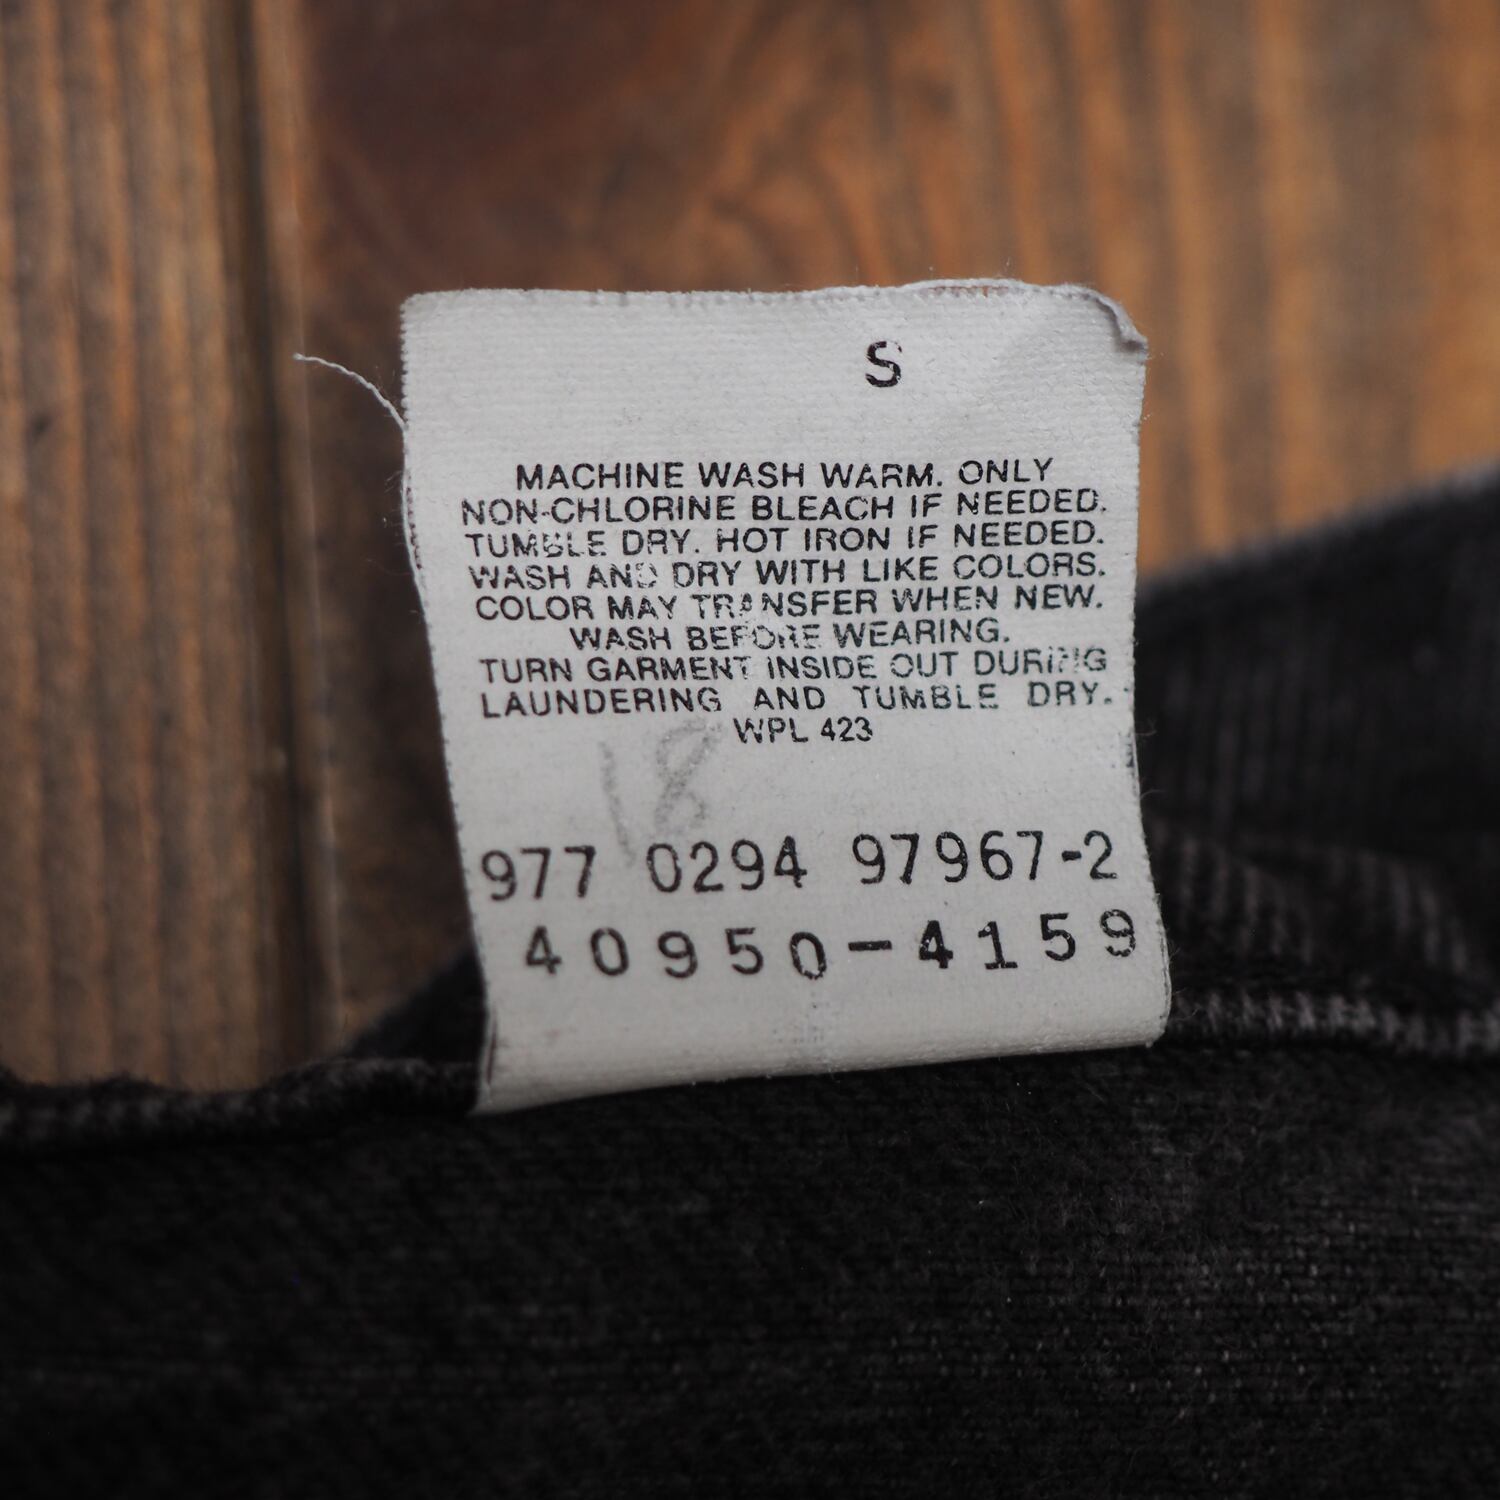 S
MACHINE WASH WARM. ONLY
NON-CHLORINE BLEACH IF NEEDED.
TUMBLE DRY. HOT IRON IF NEEDED.
WASH AND DRY WITH LIKE COLORS.
COLOR MAY TRANSFER WHEN NEW.
WASH BEFORE WEARING.
TURN GARMENT INSIDE OUT DURING
LAUNDERING AND TUMBLE DRY.
WPL 423
18
977 0294 97967-2
40950-4159